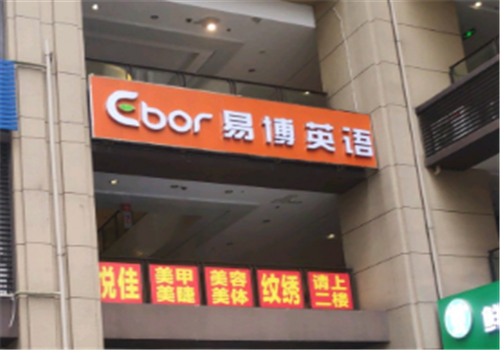 Ebor 易博英语
悦佳 美甲 美容 纹绣 请上
美睫 美体 二楼